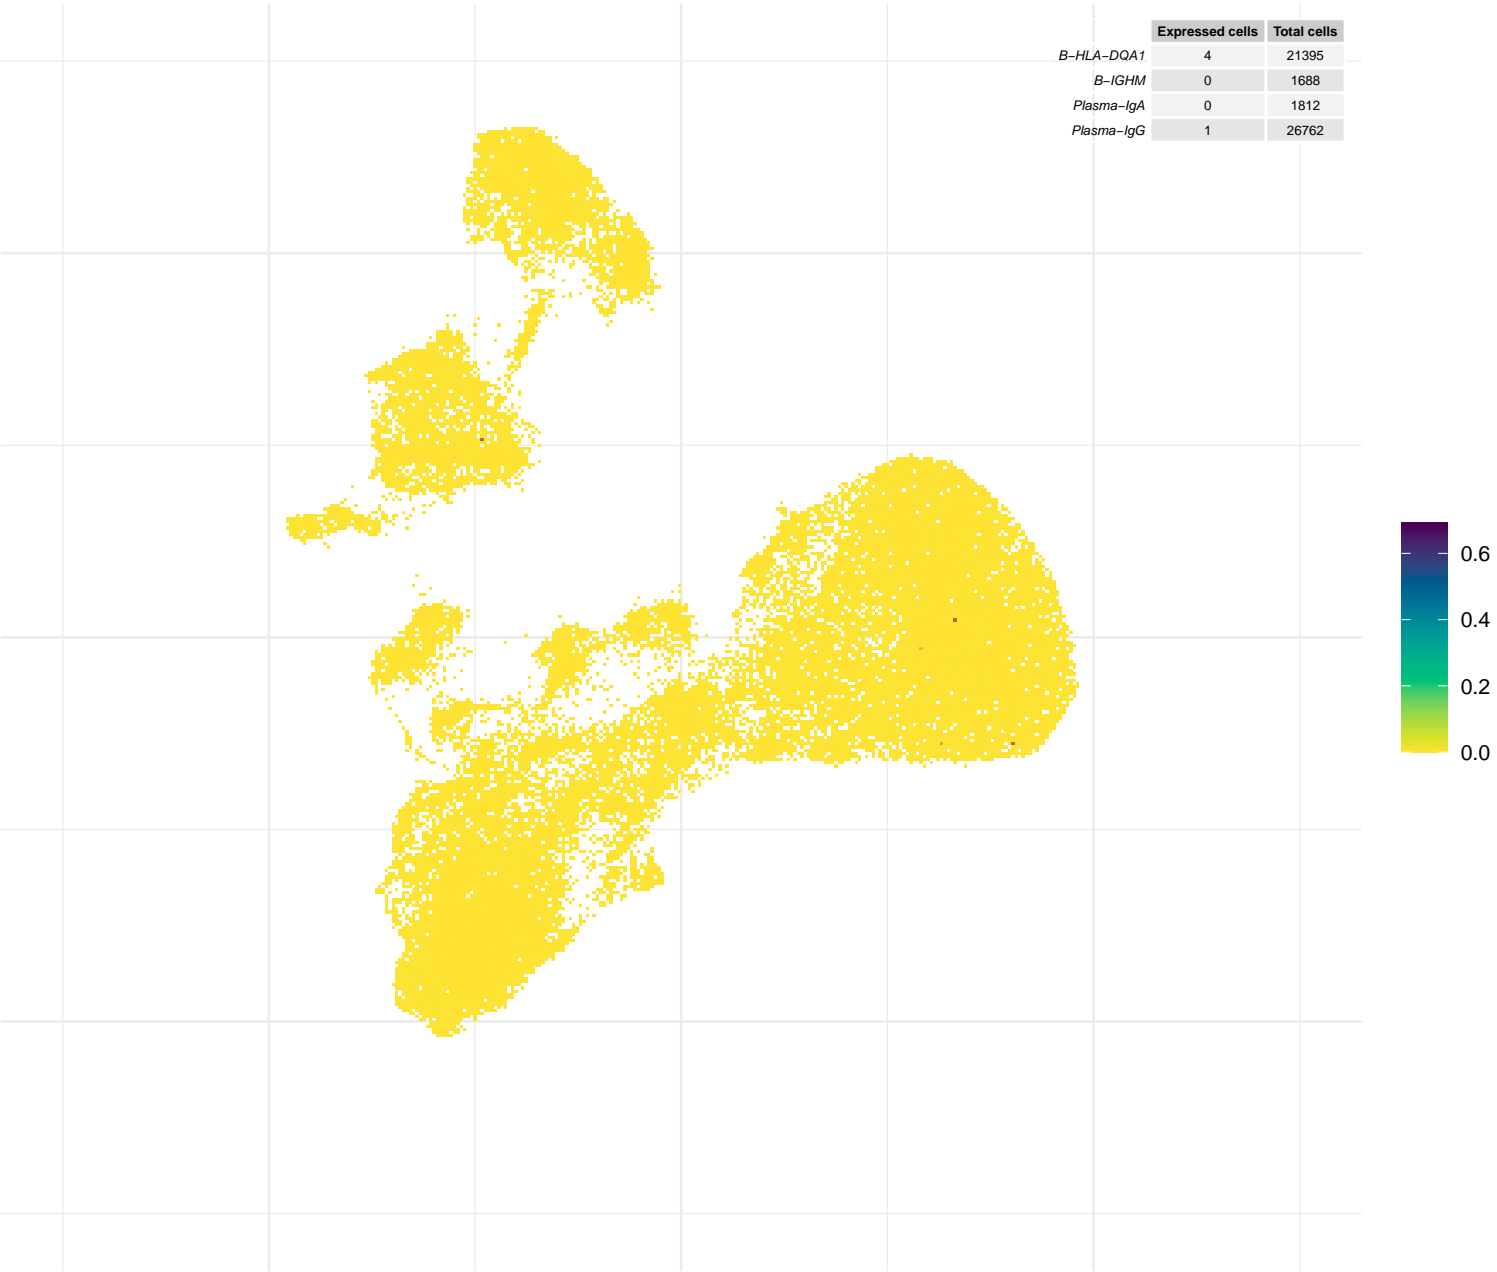 Expressed cells Total cells
B−HLA−DQA1 4 21395
B−IGHM 0 1688
Plasma−IgA 0 1812
Plasma−IgG 1 26762
0.6
0.4
0.2
0.0